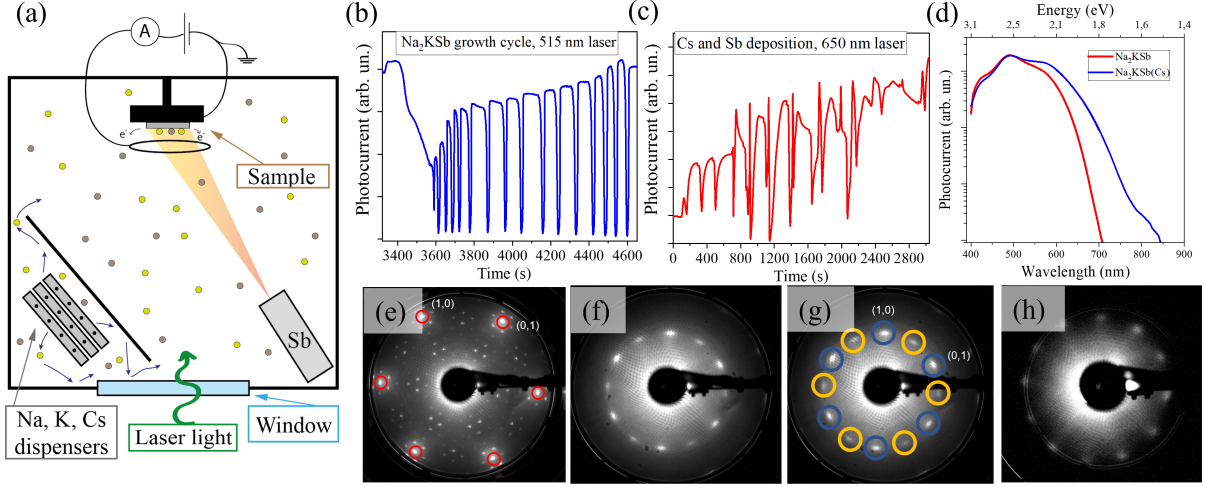 (a)
A
e⁻
e⁻
Sample
Sb
Na, K, Cs
dispensers
Laser light
Window
(b)
Na₂KSb growth cycle, 515 nm laser
Photocurrent (arb. un.)
3400 3600 3800 4000 4200 4400 4600
Time (s)
(c)
Cs and Sb deposition, 650 nm laser
Photocurrent (arb. un.)
0 400 800 1200 1600 2000 2400 2800
Time (s)
(d)
Energy (eV)
3,1 2,5 2,1 1,8 1,6 1,4
Na₂KSb
Na₂KSb(Cs)
Photocurrent (arb. un.)
400 500 600 700 800 900
Wavelength (nm)
(e)
(1,0)
(0,1)
(f)
(g)
(1,0)
(0,1)
(h)